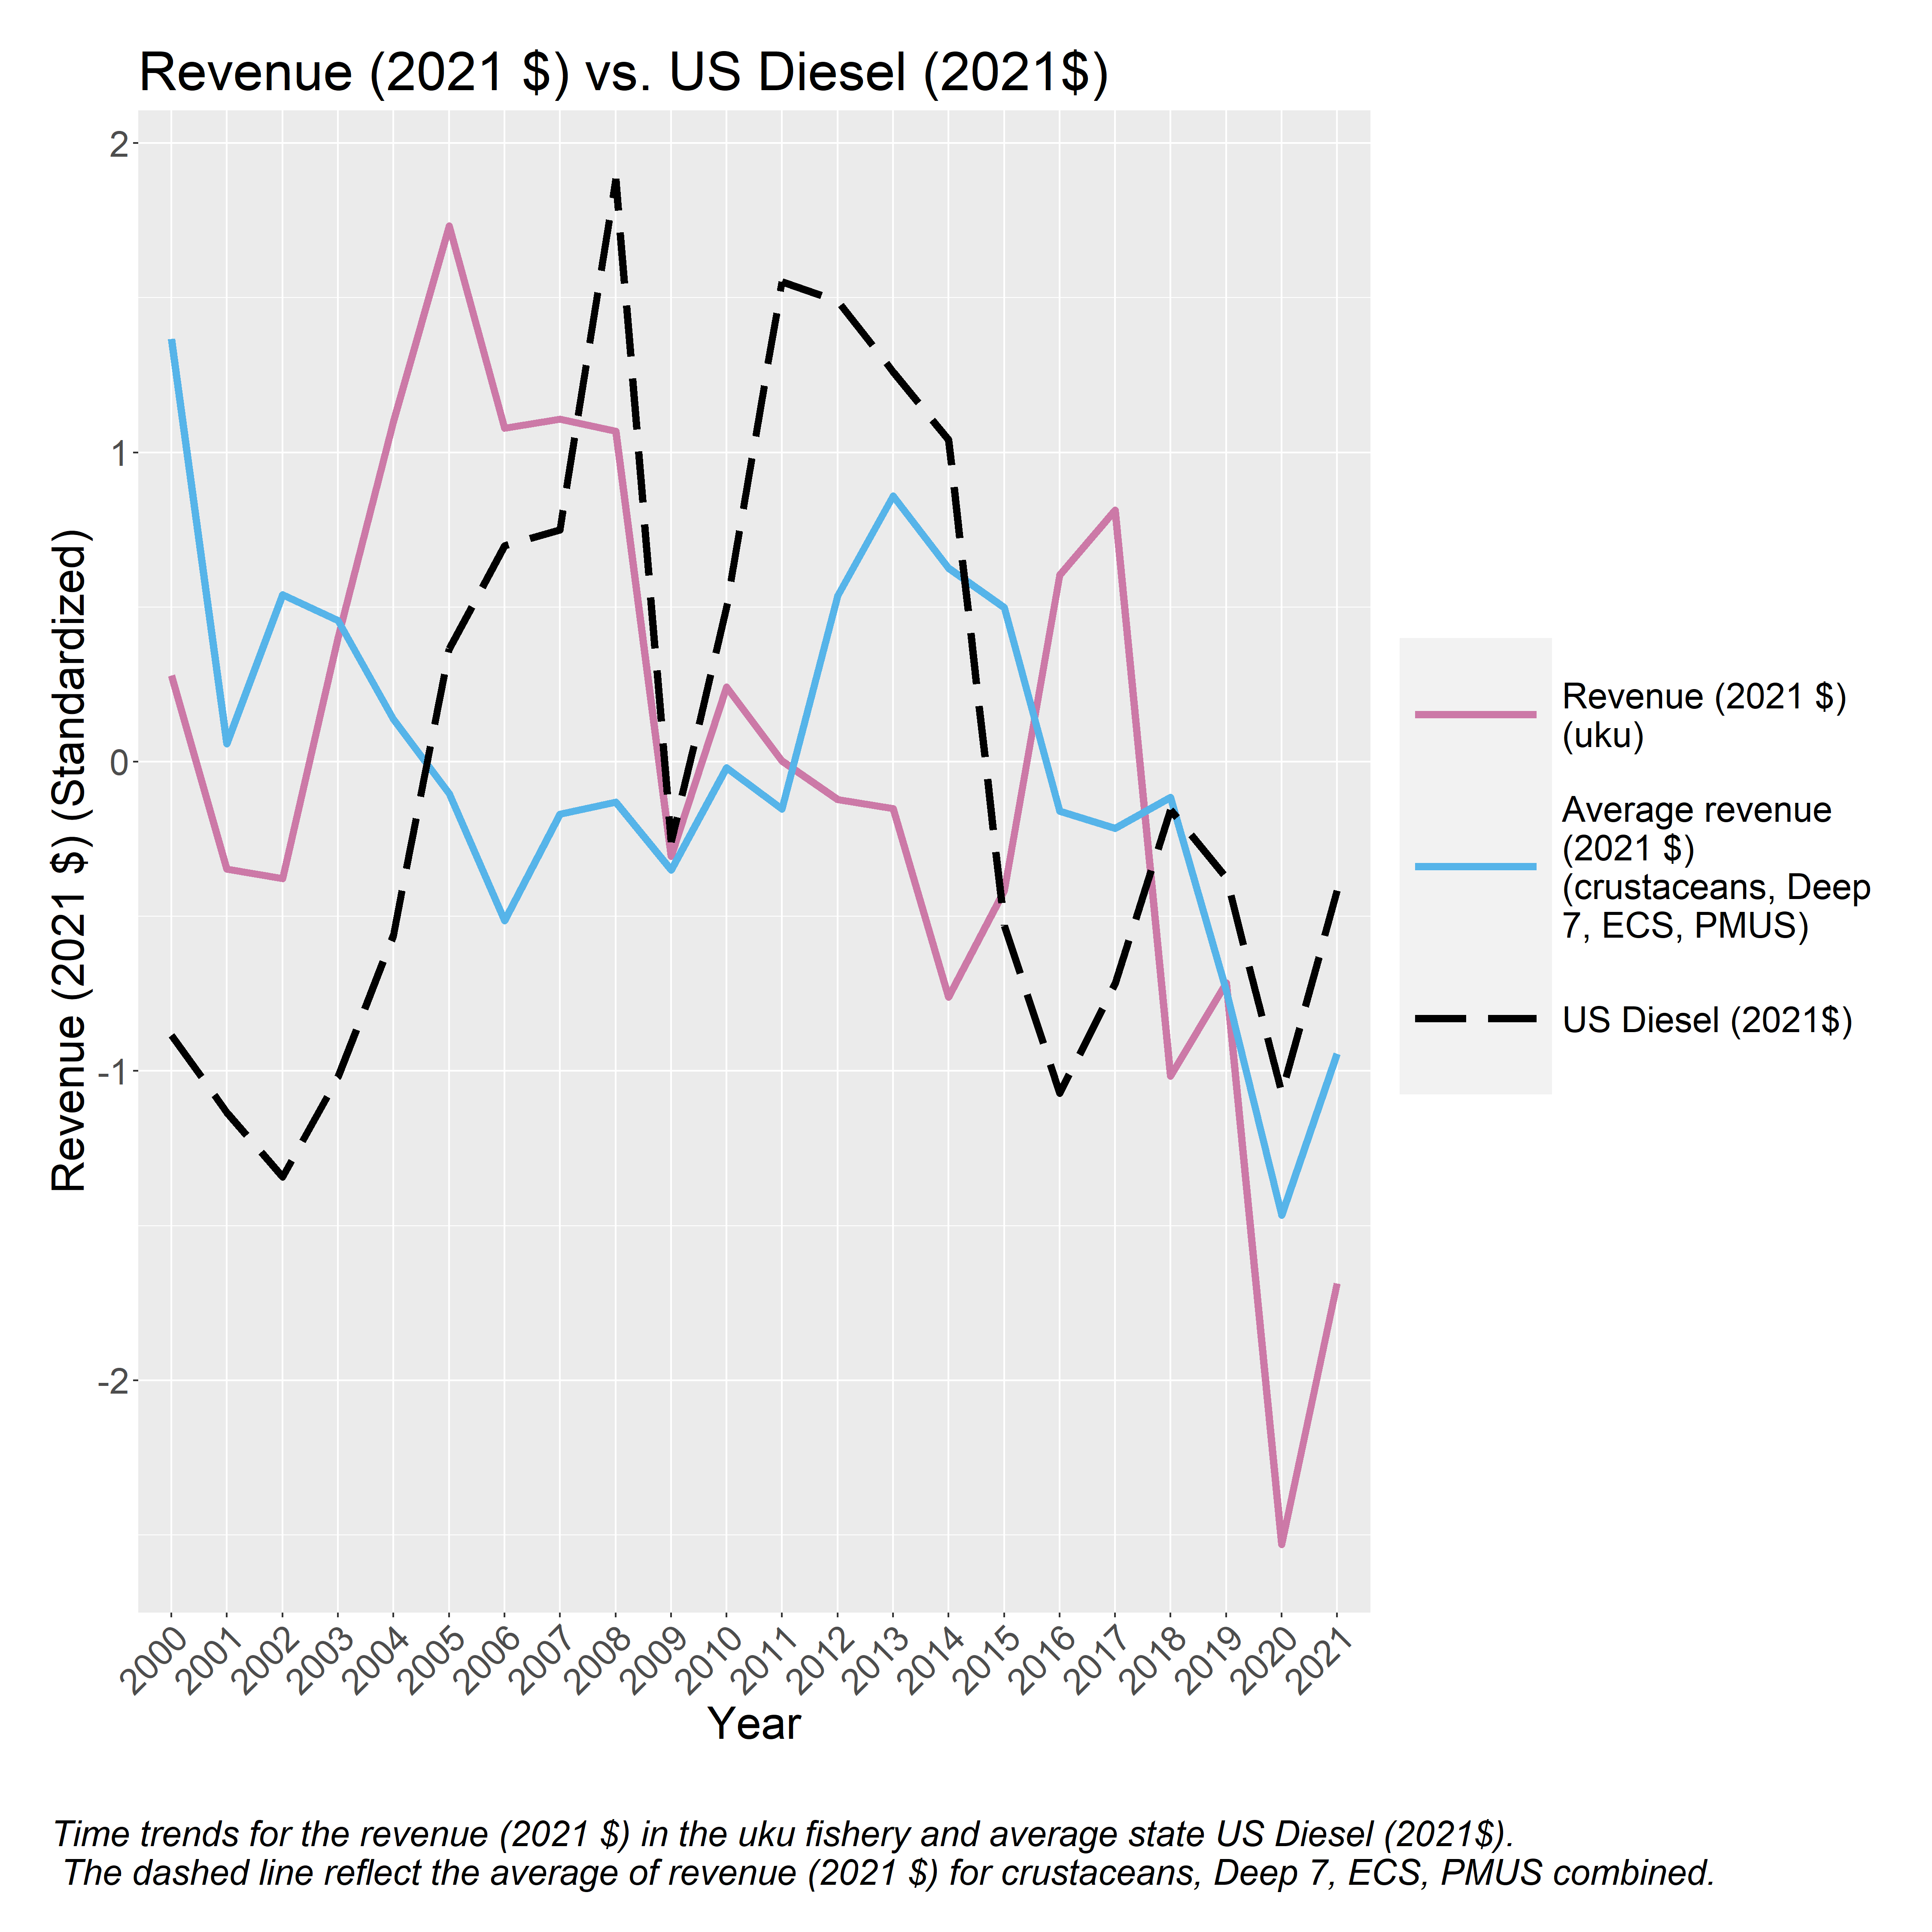 Revenue (2021 $) vs. US Diesel (2021$)
Revenue (2021 $) (Standardized)
2
1
0
-1
-2
2000
2001
2002
2003
2004
2005
2006
2007
2008
2009
2010
2011
2012
2013
2014
2015
2016
2017
2018
2019
2020
2021
Year
Revenue (2021 $)
(uku)
Average revenue
(2021 $)
(crustaceans, Deep
7, ECS, PMUS)
US Diesel (2021$)
Time trends for the revenue (2021 $) in the uku fishery and average state US Diesel (2021$).
The dashed line reflect the average of revenue (2021 $) for crustaceans, Deep 7, ECS, PMUS combined.